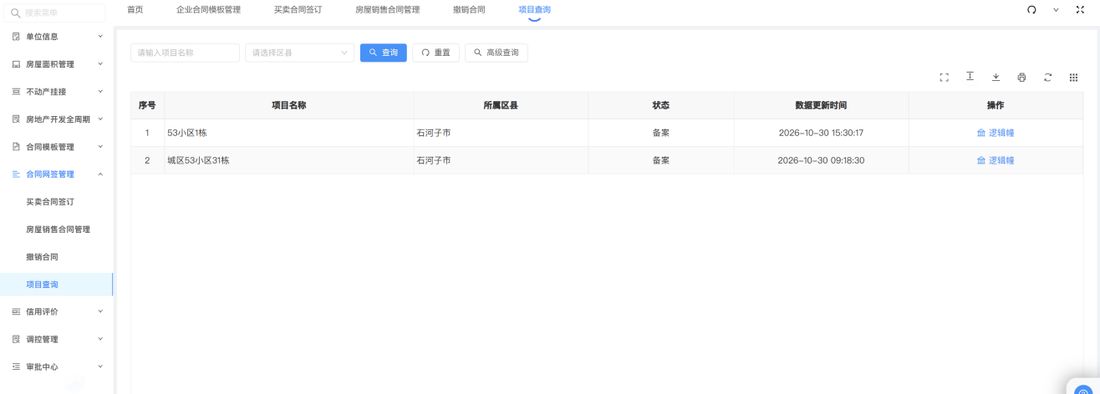 搜索菜单
首页 企业合同模板管理 买卖合同签订 房屋销售合同管理 撤销合同 项目查询
单位信息
房屋面积管理
不动产挂接
房地产开发全周期
合同模板管理
合同网签管理
买卖合同签订
房屋销售合同管理
撤销合同
项目查询
信用评价
调控管理
审批中心
请输入项目名称 请选择区县 查询 重置 高级查询
序号 项目名称 所属区县 状态 数据更新时间 操作
1 53小区1栋 石河子市 备案 2026-10-30 15:30:17 逻辑幢
2 城区53小区31栋 石河子市 备案 2026-10-30 09:18:30 逻辑幢